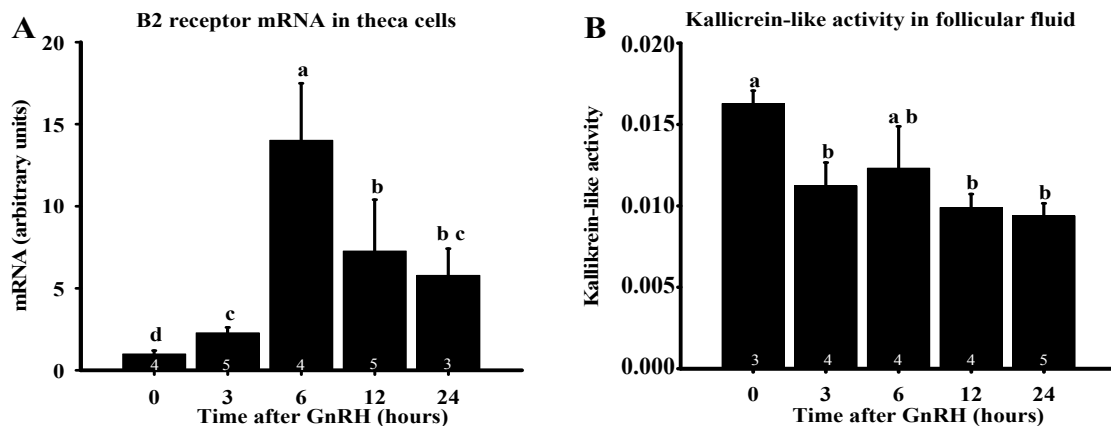 A
B2 receptor mRNA in theca cells
mRNA (arbitrary units)
20
15
10
5
0
a
b
b c
c
d
4
5
4
5
3
0 3 6 12 24
Time after GnRH (hours)
B
Kallicrein-like activity in follicular fluid
Kallikrein-like activity
0.020
0.015
0.010
0.005
0.000
a
a b
b
b
b
3
4
4
4
5
0 3 6 12 24
Time after GnRH (hours)